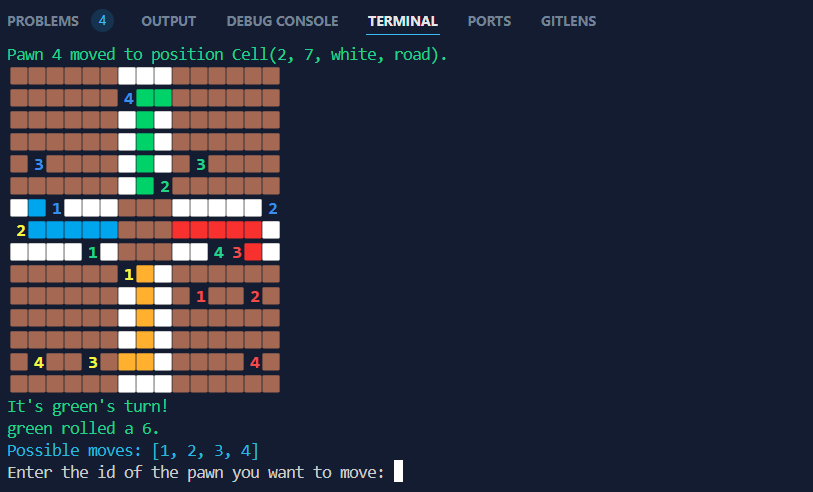 PROBLEMS 4 OUTPUT DEBUG CONSOLE TERMINAL PORTS GITLENS
Pawn 4 moved to position Cell(2, 7, white, road).
4
3 3
2
1 2
2
1 4 3
1
1 2
4 3 4
It's green's turn!
green rolled a 6.
Possible moves: [1, 2, 3, 4]
Enter the id of the pawn you want to move: